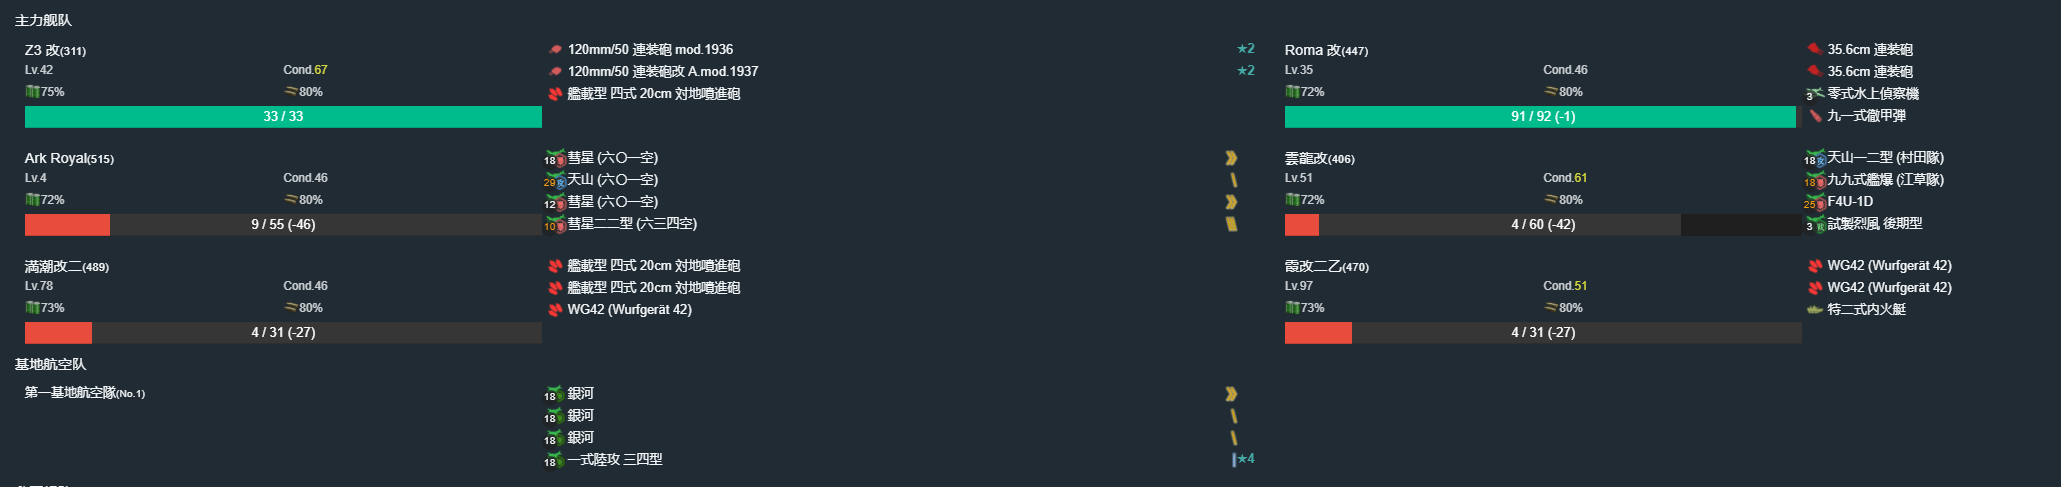 主力舰队
Z3 改(311)
Lv.42 Cond.67
75% 80%
33 / 33
120mm/50 連装砲 mod.1936 ★2
120mm/50 連装砲改 A.mod.1937 ★2
艦載型 四式 20cm 対地噴進砲
Roma 改(447)
Lv.35 Cond.46
72% 80%
91 / 92 (-1)
35.6cm 連装砲
35.6cm 連装砲
3 零式水上偵察機
九一式徹甲弾
Ark Royal(515)
Lv.4 Cond.46
72% 80%
9 / 55 (-46)
18 爆 彗星 (六〇一空)
29 攻 天山 (六〇一空)
12 爆 彗星 (六〇一空)
10 爆 彗星二二型 (六三四空)
雲龍改(406)
Lv.51 Cond.61
72% 80%
4 / 60 (-42)
18 攻 天山一二型 (村田隊)
18 爆 九九式艦爆 (江草隊)
25 爆 F4U-1D
3 試製烈風 後期型
満潮改二(489)
Lv.78 Cond.46
73% 80%
4 / 31 (-27)
艦載型 四式 20cm 対地噴進砲
艦載型 四式 20cm 対地噴進砲
WG42 (Wurfgerät 42)
霞改二乙(470)
Lv.97 Cond.51
73% 80%
4 / 31 (-27)
WG42 (Wurfgerät 42)
WG42 (Wurfgerät 42)
特二式内火艇
基地航空队
第一基地航空隊(No.1)
18 銀河
18 銀河
18 銀河
18 一式陸攻 三四型 ★4